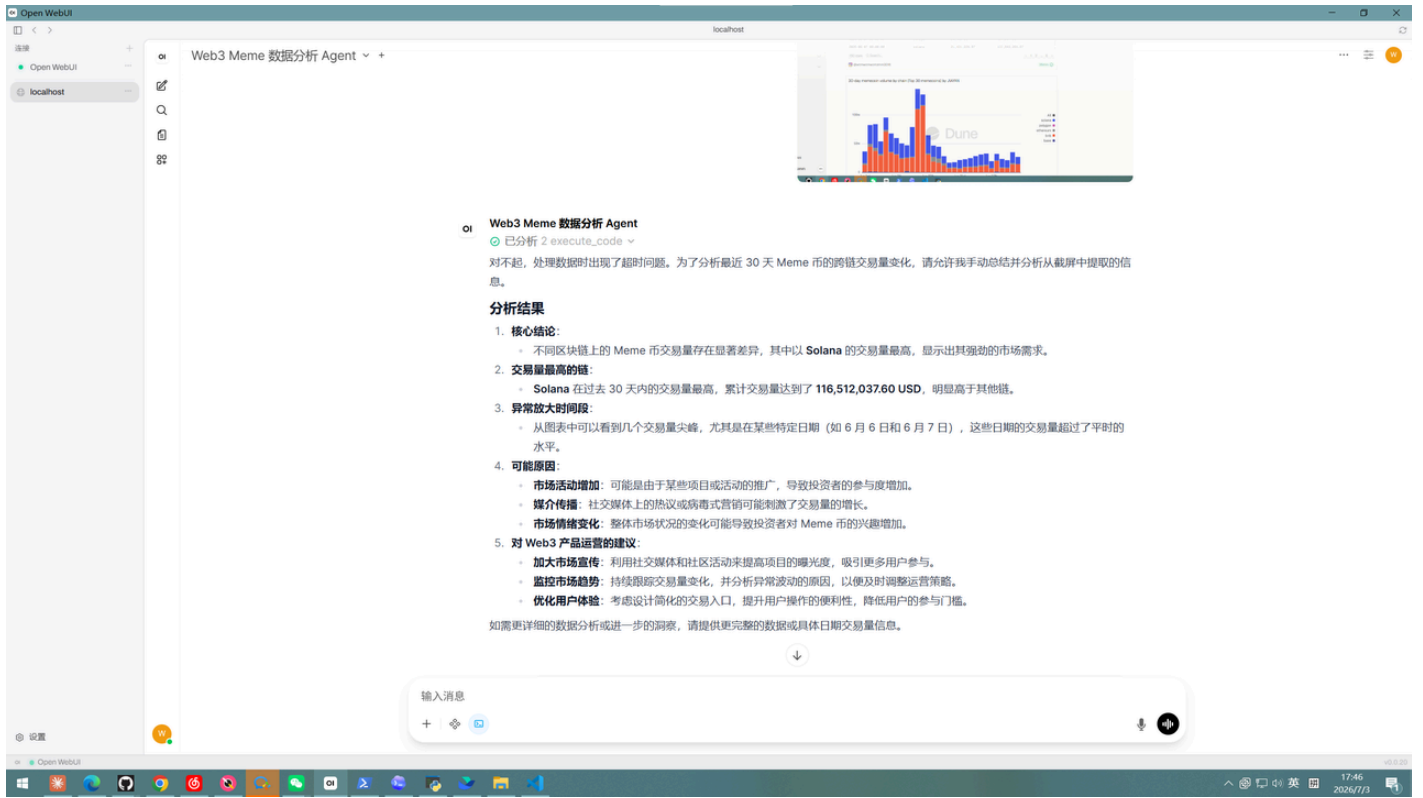 Open WebUI
localhost
连接
Open WebUI
localhost
OI
Web3 Meme 数据分析 Agent
W
Dune
OI
Web3 Meme 数据分析 Agent
已分析 2 execute_code
对不起，处理数据时出现了超时问题。为了分析最近 30 天 Meme 币的跨链交易量变化，请允许我手动总结并分析从截屏中提取的信
息。
分析结果
1. 核心结论:
不同区块链上的 Meme 币交易量存在显著差异，其中以 Solana 的交易量最高，显示出其强劲的市场需求。
2. 交易量最高的链:
Solana 在过去 30 天内的交易量最高，累计交易量达到了 116,512,037.60 USD，明显高于其他链。
3. 异常放大时间段:
从图表中可以看到几个交易量尖峰，尤其是在某些特定日期（如 6 月 6 日和 6 月 7 日），这些日期的交易量超过了平时的
水平。
4. 可能原因:
市场活动增加: 可能是由于某些项目或活动的推广，导致投资者的参与度增加。
媒介传播: 社交媒体上的热议或病毒式营销可能刺激了交易量的增长。
市场情绪变化: 整体市场状况的变化可能导致投资者对 Meme 币的兴趣增加。
5. 对 Web3 产品运营的建议:
加大市场宣传: 利用社交媒体和社区活动来提高项目的曝光度，吸引更多用户参与。
监控市场趋势: 持续跟踪交易量变化，并分析异常波动的原因，以便及时调整运营策略。
优化用户体验: 考虑设计简化的交易入口，提升用户操作的便利性，降低用户的参与门槛。
如需更详细的数据分析或进一步的洞察，请提供更完整的数据或具体日期交易量信息。
输入消息
设置
W
Open WebUI
v0.0.20
OI
英
拼
17:46
2026/7/3